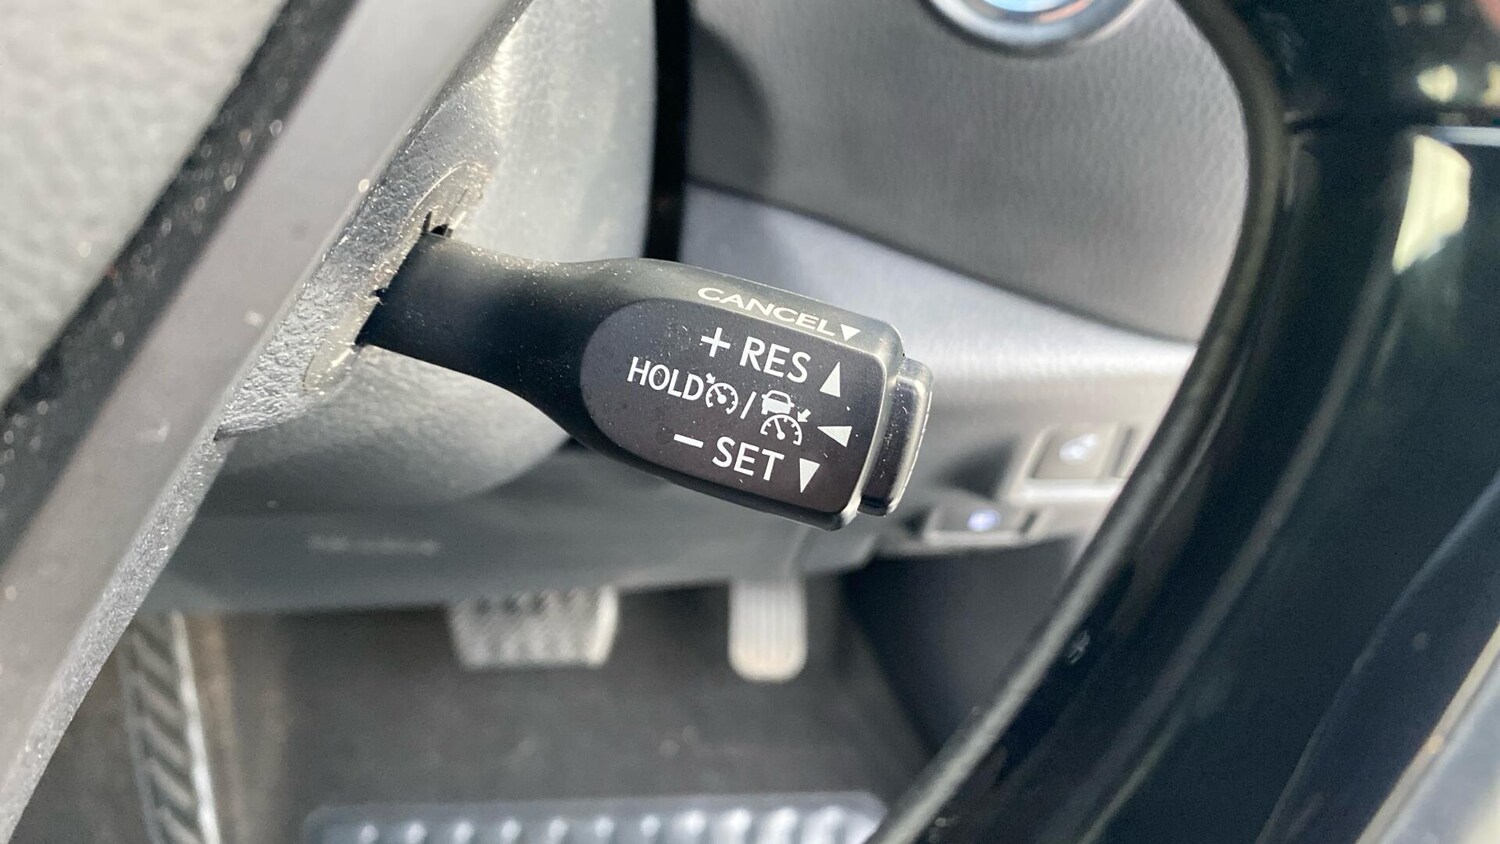 CANCEL▼
+ RES ▲
HOLD / ◀
− SET ▼